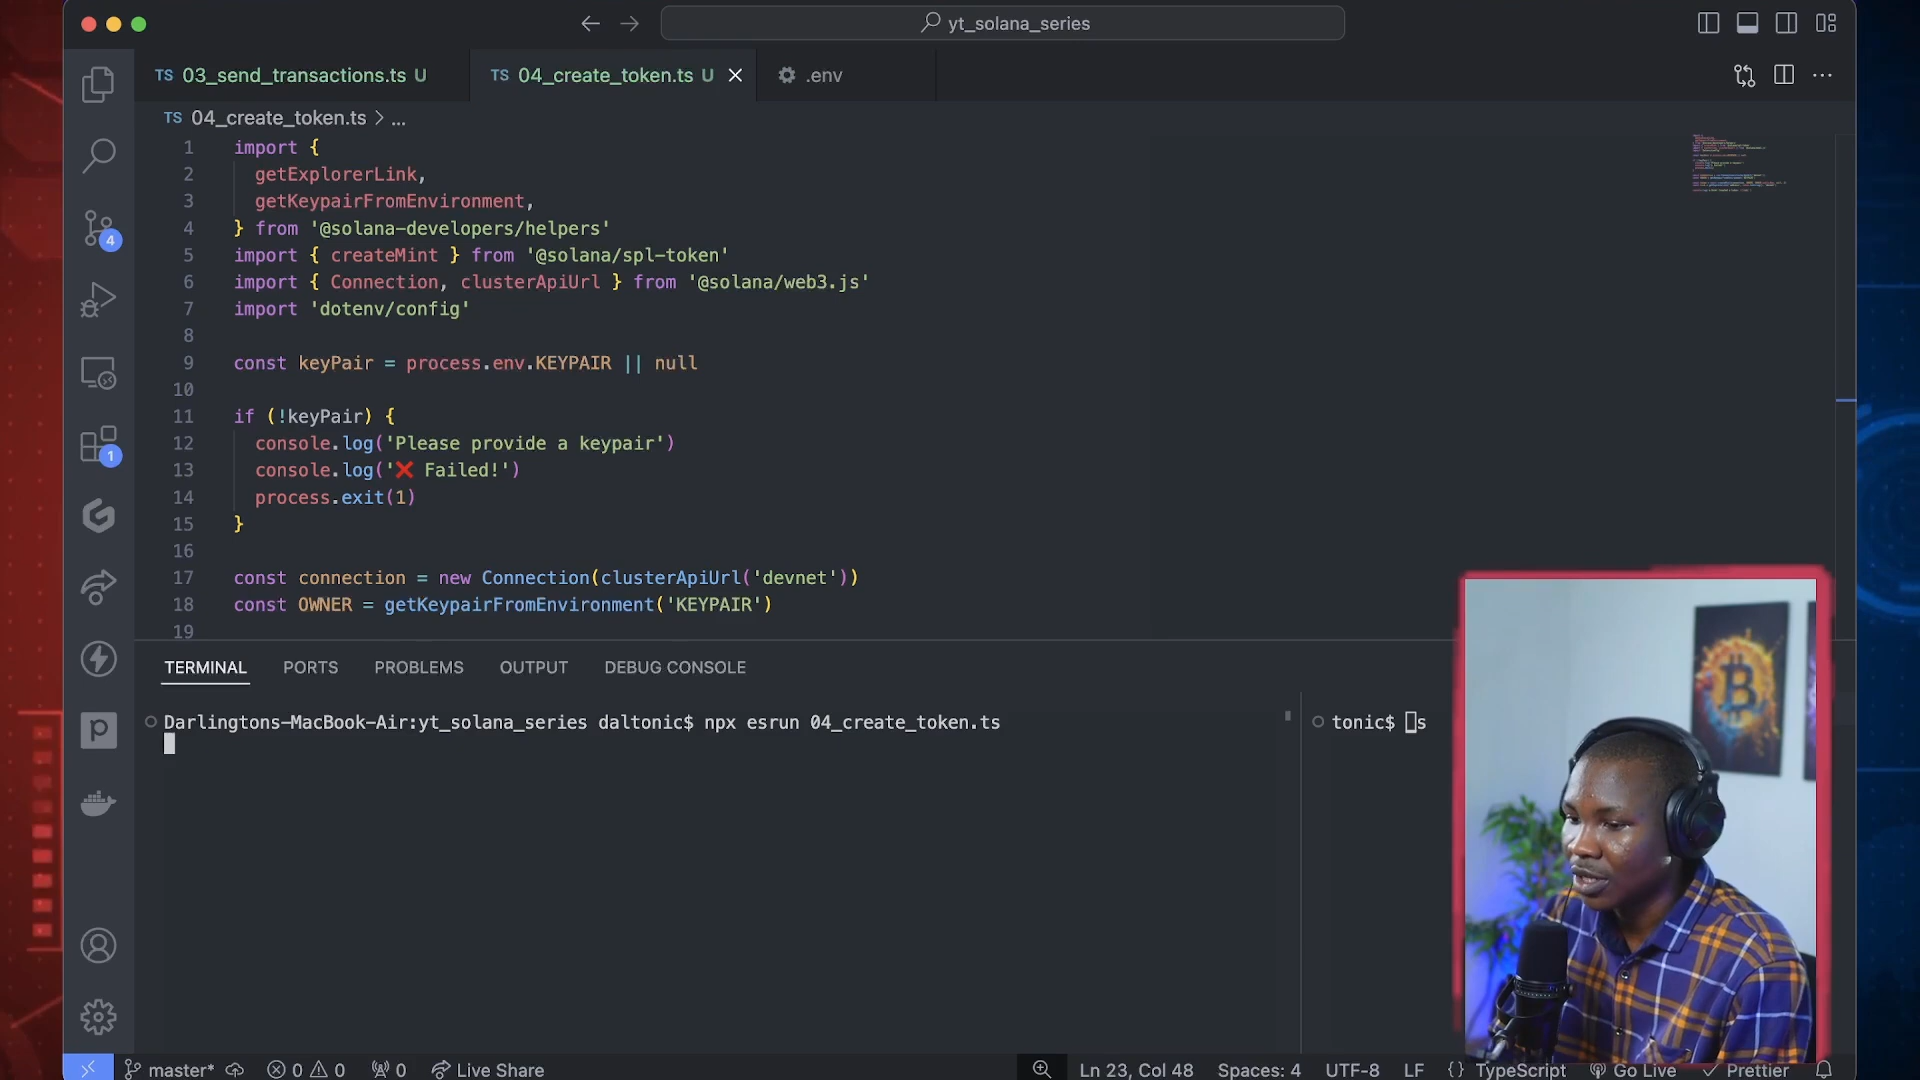 yt_solana_series
TS 03_send_transactions.ts U
TS 04_create_token.ts U
.env
TS 04_create_token.ts > ...
1 import {
2 getExplorerLink,
3 getKeypairFromEnvironment,
4 } from '@solana-developers/helpers'
5 import { createMint } from '@solana/spl-token'
6 import { Connection, clusterApiUrl } from '@solana/web3.js'
7 import 'dotenv/config'
8
9 const keyPair = process.env.KEYPAIR || null
10
11 if (!keyPair) {
12 console.log('Please provide a keypair')
13 console.log('❌ Failed!')
14 process.exit(1)
15 }
16
17 const connection = new Connection(clusterApiUrl('devnet'))
18 const OWNER = getKeypairFromEnvironment('KEYPAIR')
19
4
1
TERMINAL PORTS PROBLEMS OUTPUT DEBUG CONSOLE
Darlingtons-MacBook-Air:yt_solana_series daltonic$ npx esrun 04_create_token.ts
tonic$ s
master* 0 0 0 Live Share Ln 23, Col 48 Spaces: 4 UTF-8 LF {} TypeScript Go Live Prettier